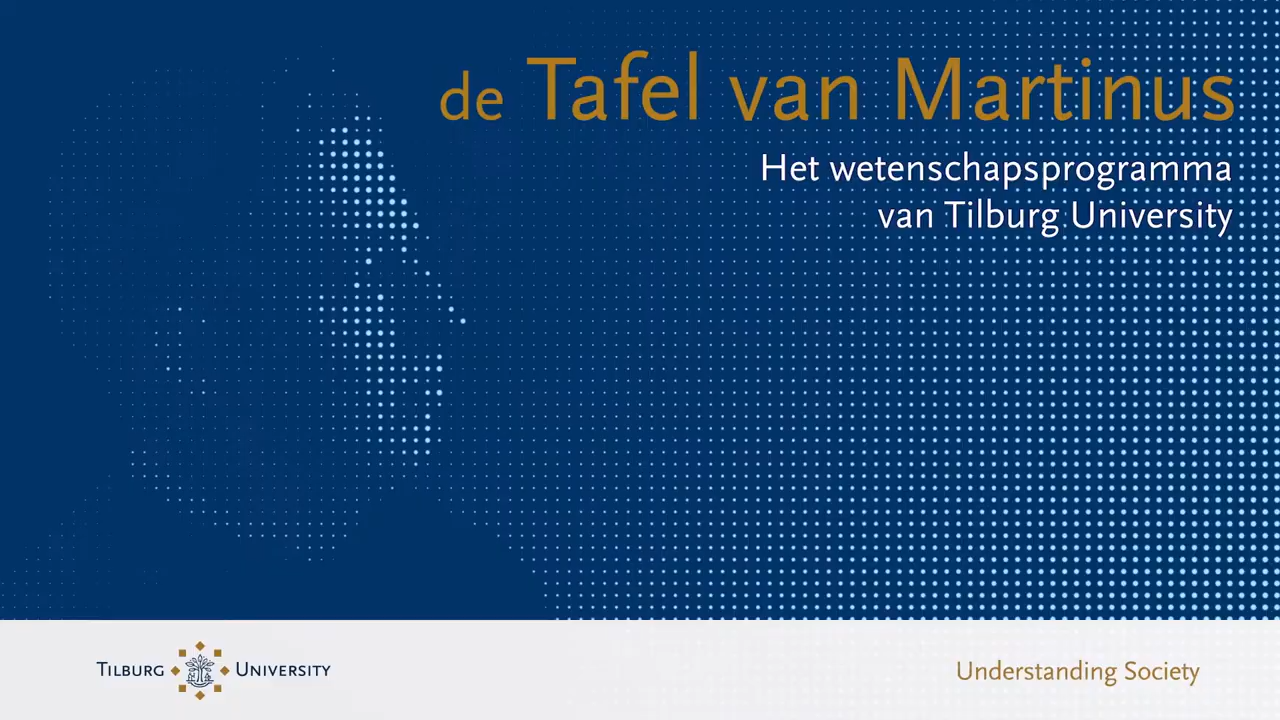 de Tafel van Martinus
Het wetenschapsprogramma
van Tilburg University
TILBURG UNIVERSITY
Understanding Society